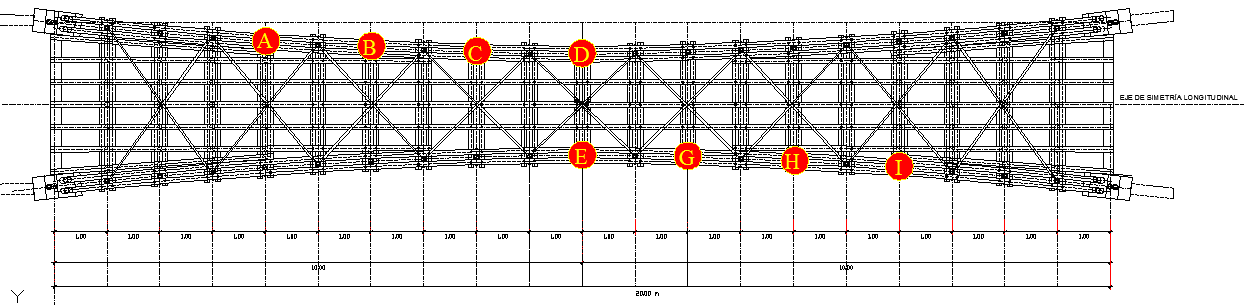 A
B
C
D
EJE DE SIMETRÍA LONGITUDINAL
E
G
H
I
1.00 1.00 1.00 1.00 1.00 1.00 1.00 1.00 1.00 1.00 1.00 1.00 1.00 1.00 1.00 1.00 1.00 1.00 1.00 1.00
10.00 10.00
20.00 m
Y